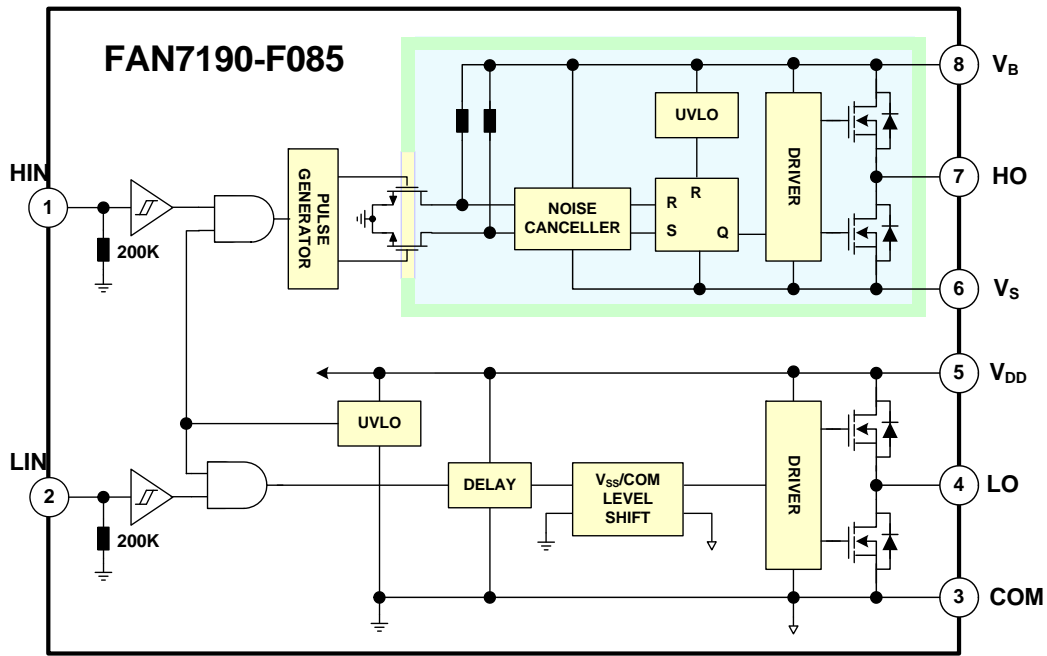 FAN7190-F085
8
VB
UVLO
HIN
1
PULSE
GENERATOR
200K
NOISE
CANCELLER
R
R
S
Q
DRIVER
7
HO
6
VS
5
VDD
UVLO
LIN
2
200K
DELAY
VSS/COM
LEVEL
SHIFT
DRIVER
4
LO
3
COM